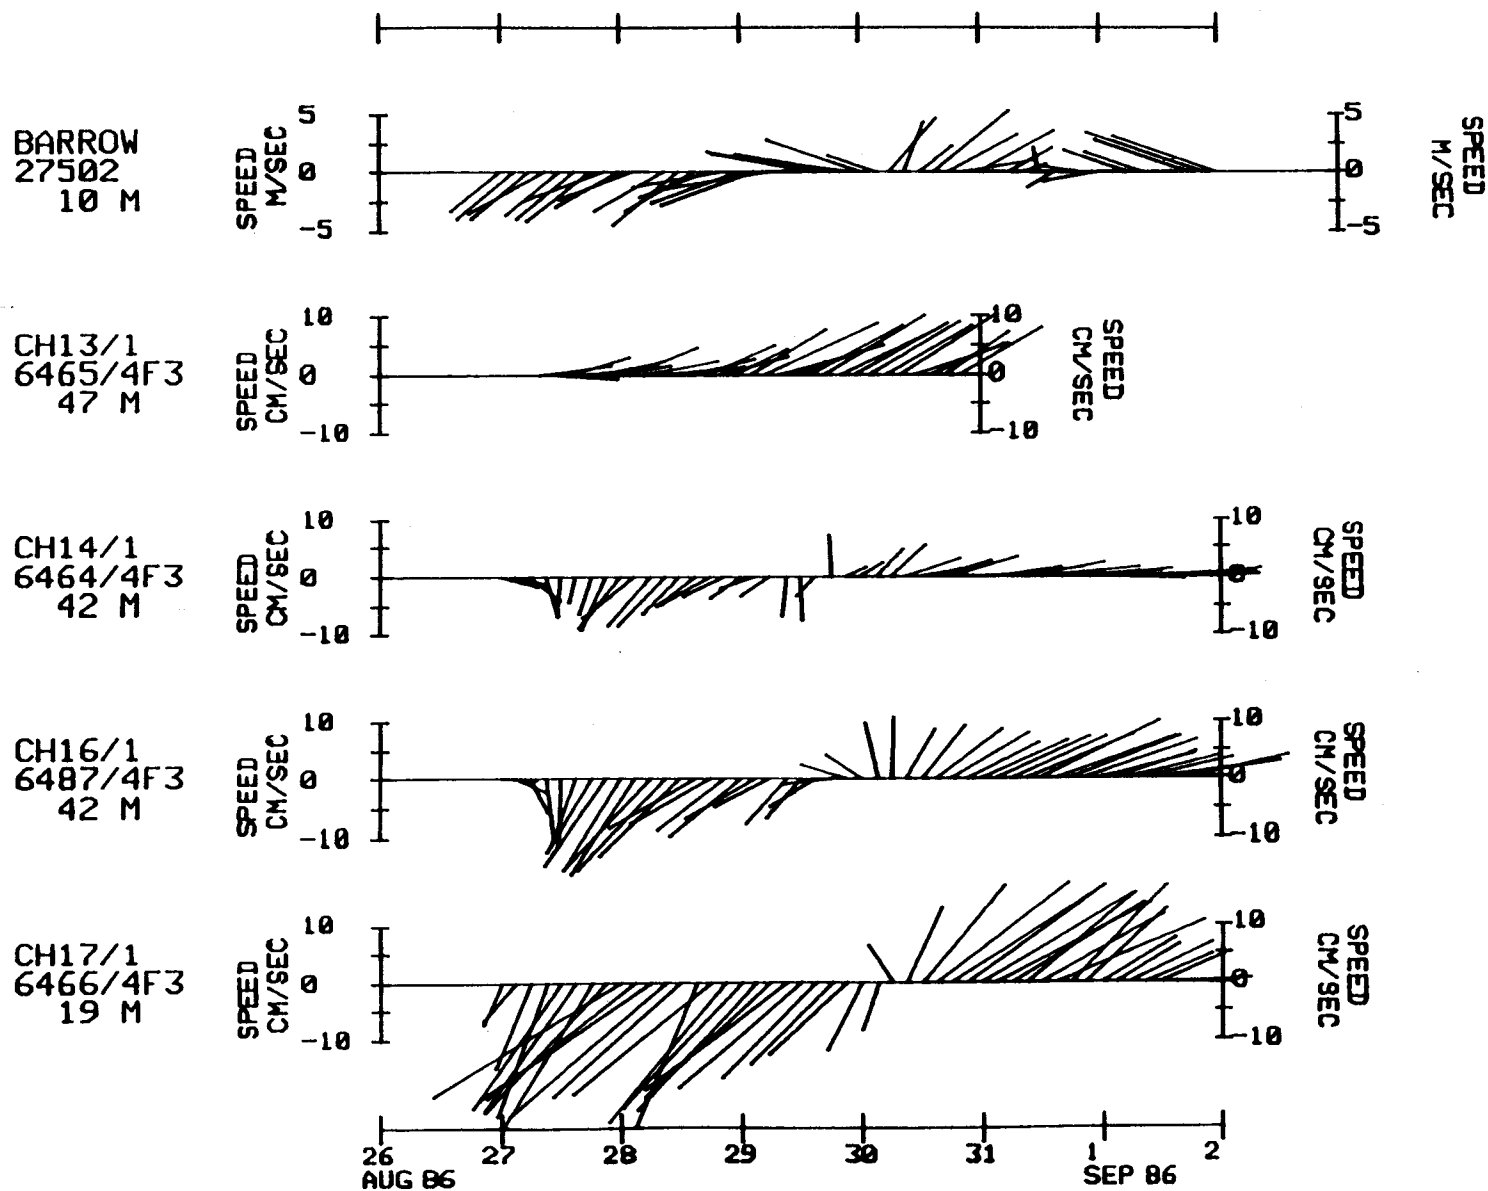 BARROW
27502
10 M
SPEED
M/SEC
5
0
-5
5
0
-5
SPEED
M/SEC
CH13/1
6465/4F3
47 M
SPEED
CM/SEC
10
0
-10
10
0
-10
SPEED
CM/SEC
CH14/1
6464/4F3
42 M
SPEED
CM/SEC
10
0
-10
10
0
-10
SPEED
CM/SEC
CH16/1
6487/4F3
42 M
SPEED
CM/SEC
10
0
-10
10
0
-10
SPEED
CM/SEC
CH17/1
6466/4F3
19 M
SPEED
CM/SEC
10
0
-10
10
0
-10
SPEED
CM/SEC
26 27 28 29 30 31 1 2
AUG 86 SEP 86